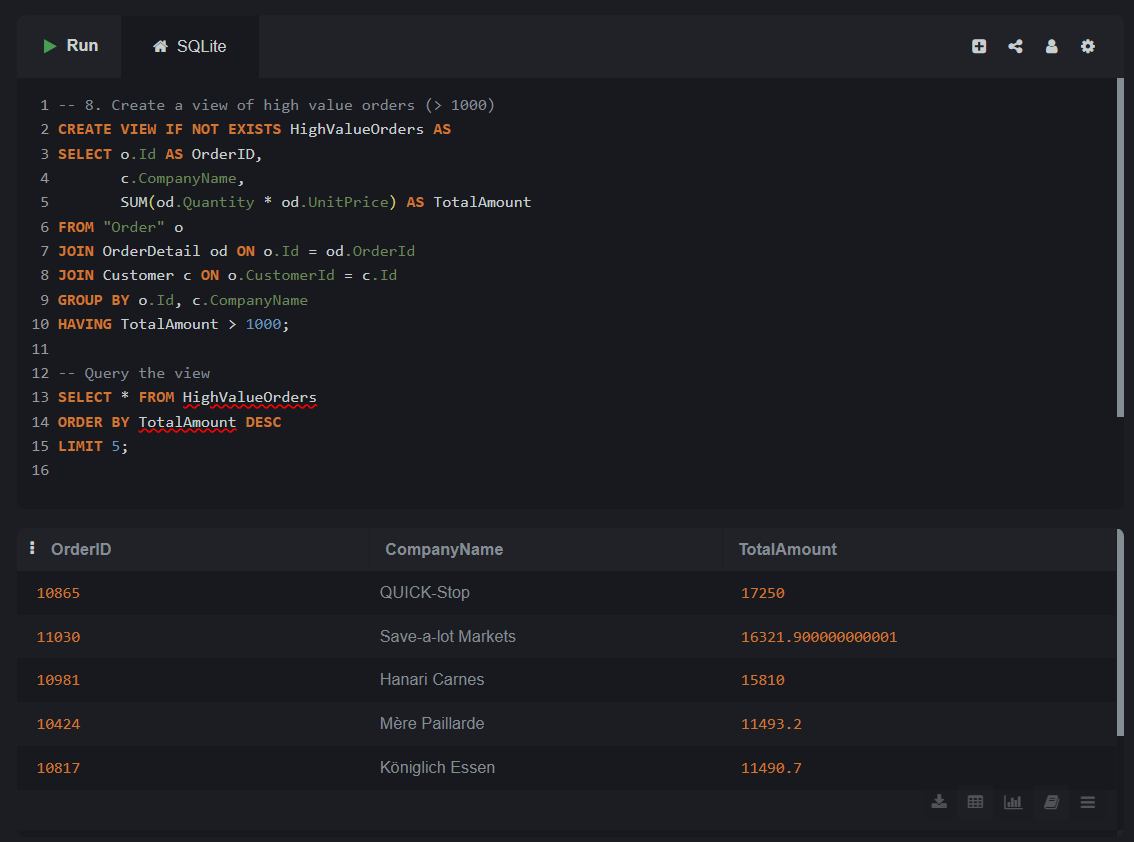 Run SQLite
1 -- 8. Create a view of high value orders (> 1000)
2 CREATE VIEW IF NOT EXISTS HighValueOrders AS
3 SELECT o.Id AS OrderID,
4        c.CompanyName,
5        SUM(od.Quantity * od.UnitPrice) AS TotalAmount
6 FROM "Order" o
7 JOIN OrderDetail od ON o.Id = od.OrderId
8 JOIN Customer c ON o.CustomerId = c.Id
9 GROUP BY o.Id, c.CompanyName
10 HAVING TotalAmount > 1000;
11
12 -- Query the view
13 SELECT * FROM HighValueOrders
14 ORDER BY TotalAmount DESC
15 LIMIT 5;
16
OrderID CompanyName TotalAmount
10865 QUICK-Stop 17250
11030 Save-a-lot Markets 16321.900000000001
10981 Hanari Carnes 15810
10424 Mère Paillarde 11493.2
10817 Königlich Essen 11490.7